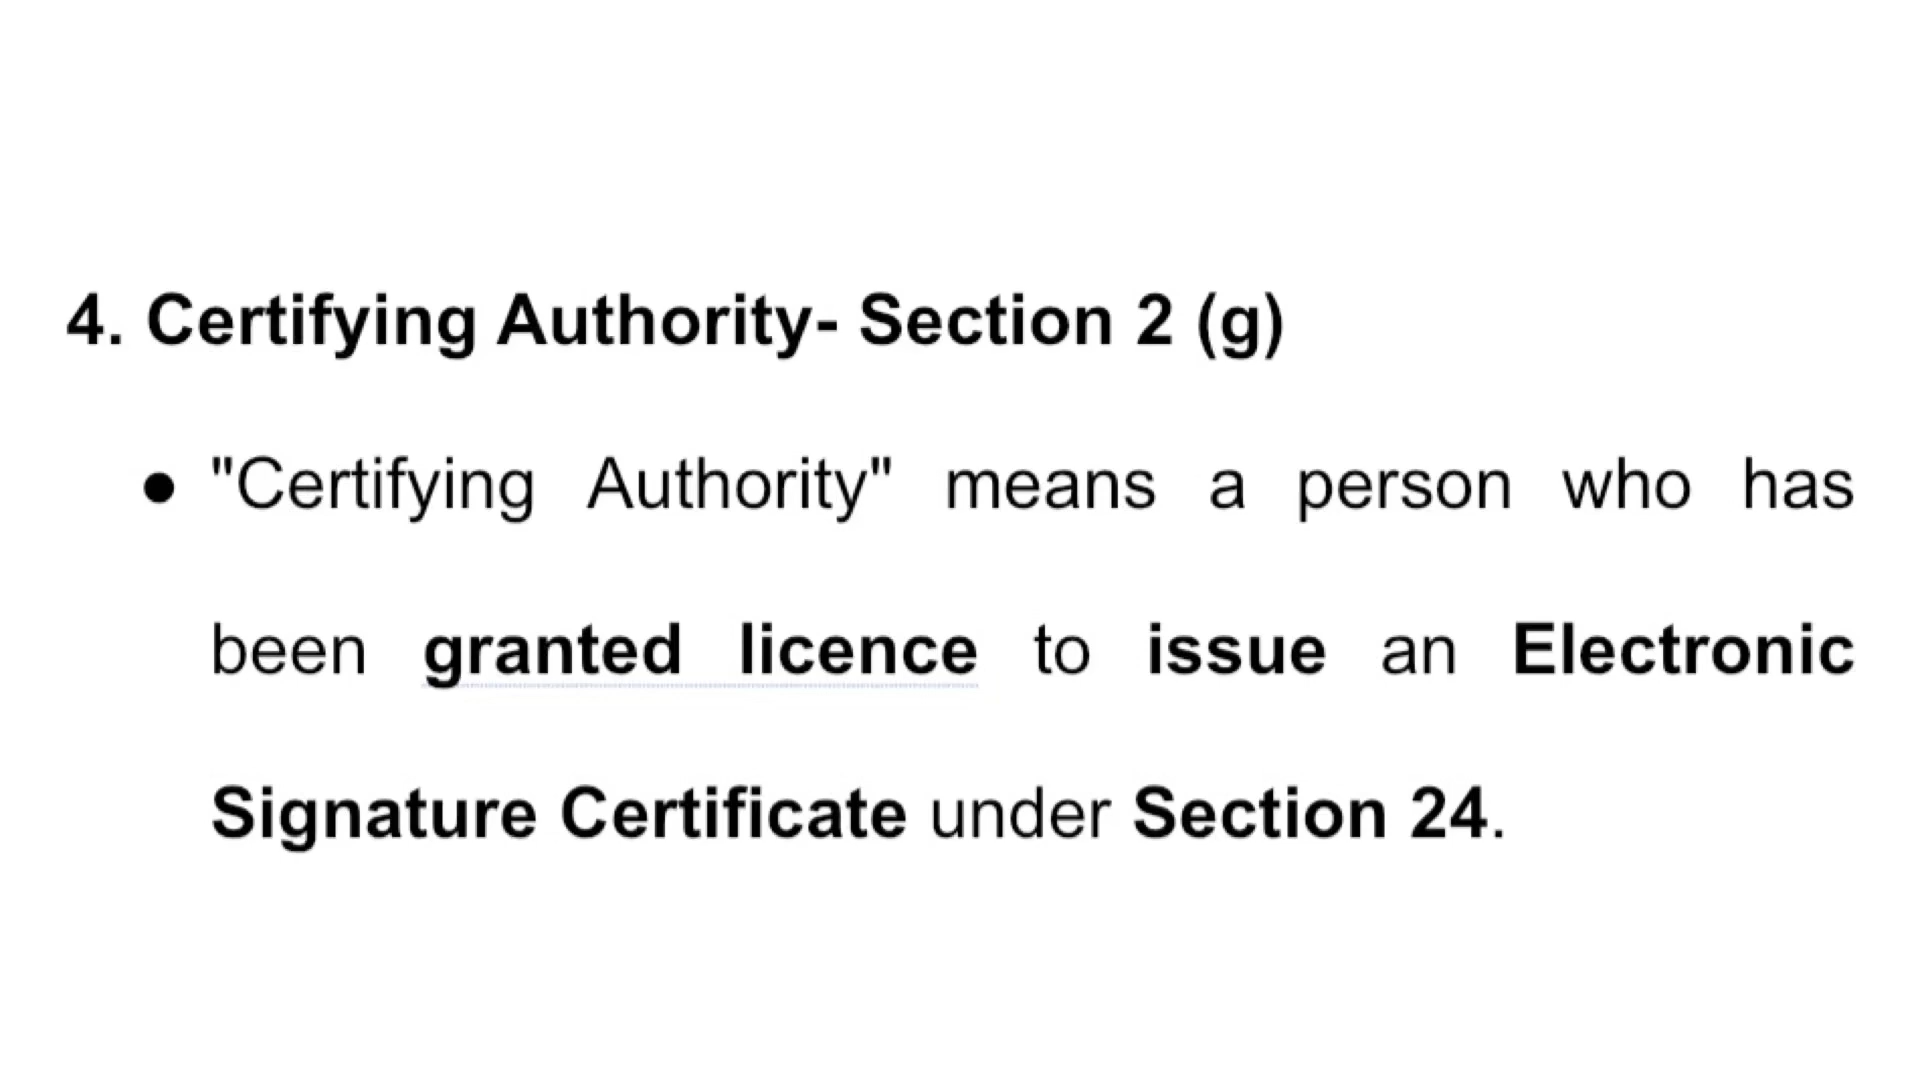 4. Certifying Authority- Section 2 (g)
● "Certifying Authority" means a person who has
been granted licence to issue an Electronic
Signature Certificate under Section 24.